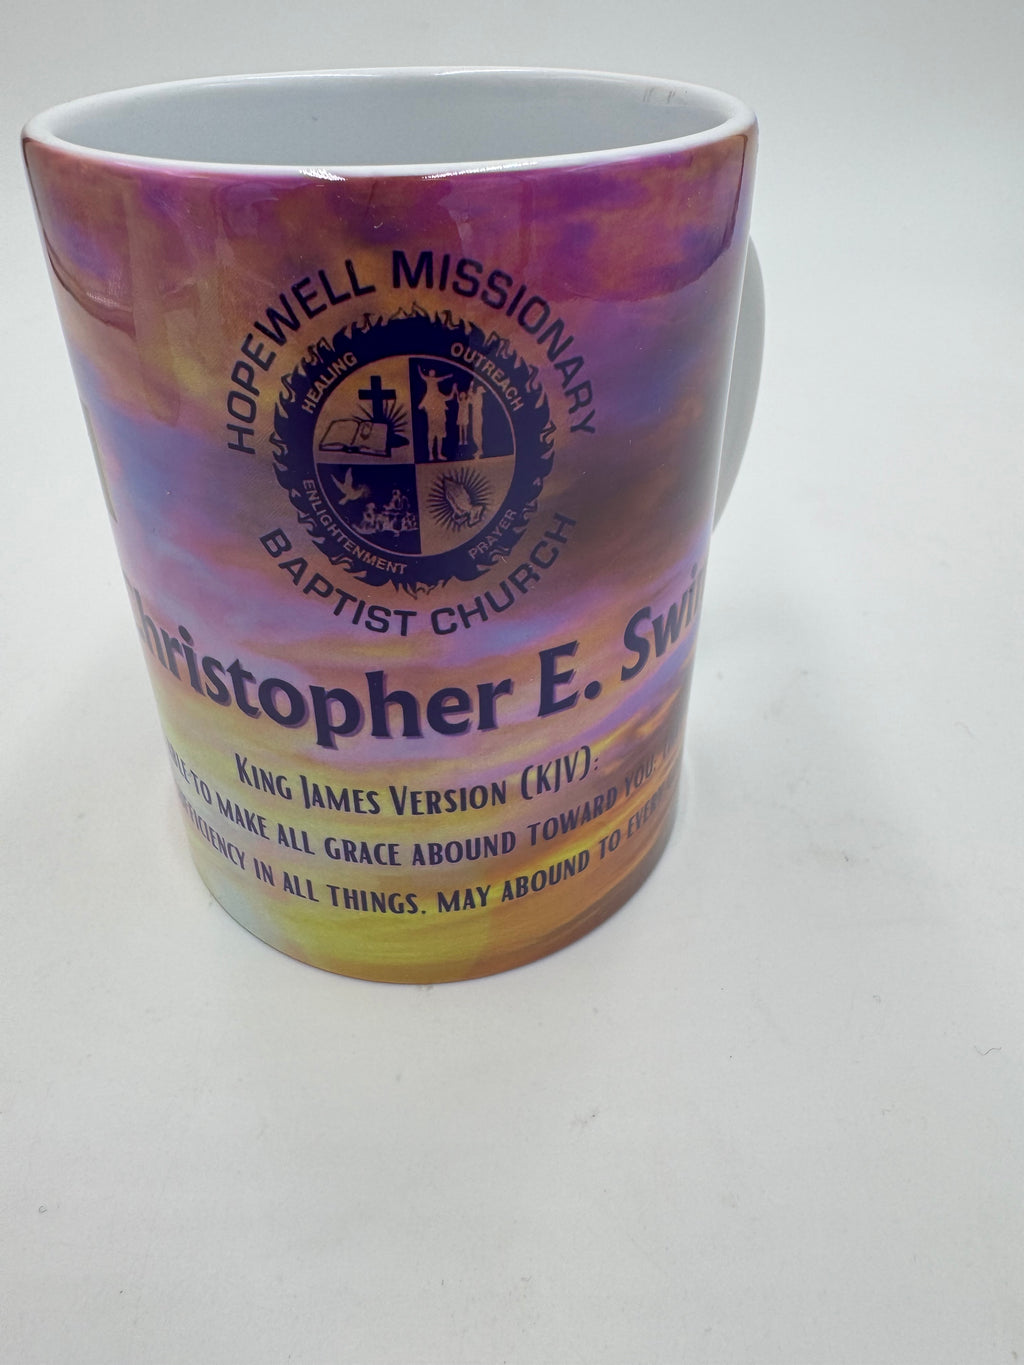 HOPEWELL MISSIONARY
HEALING
OUTREACH
ENLIGHTENMENT
PRAYER
BAPTIST CHURCH
Christopher E.
KING JAMES VERSION (KJV):
TO MAKE ALL GRACE ABOUND TOWARD YOU;
IN ALL THINGS, MAY ABOUND TO EVERY